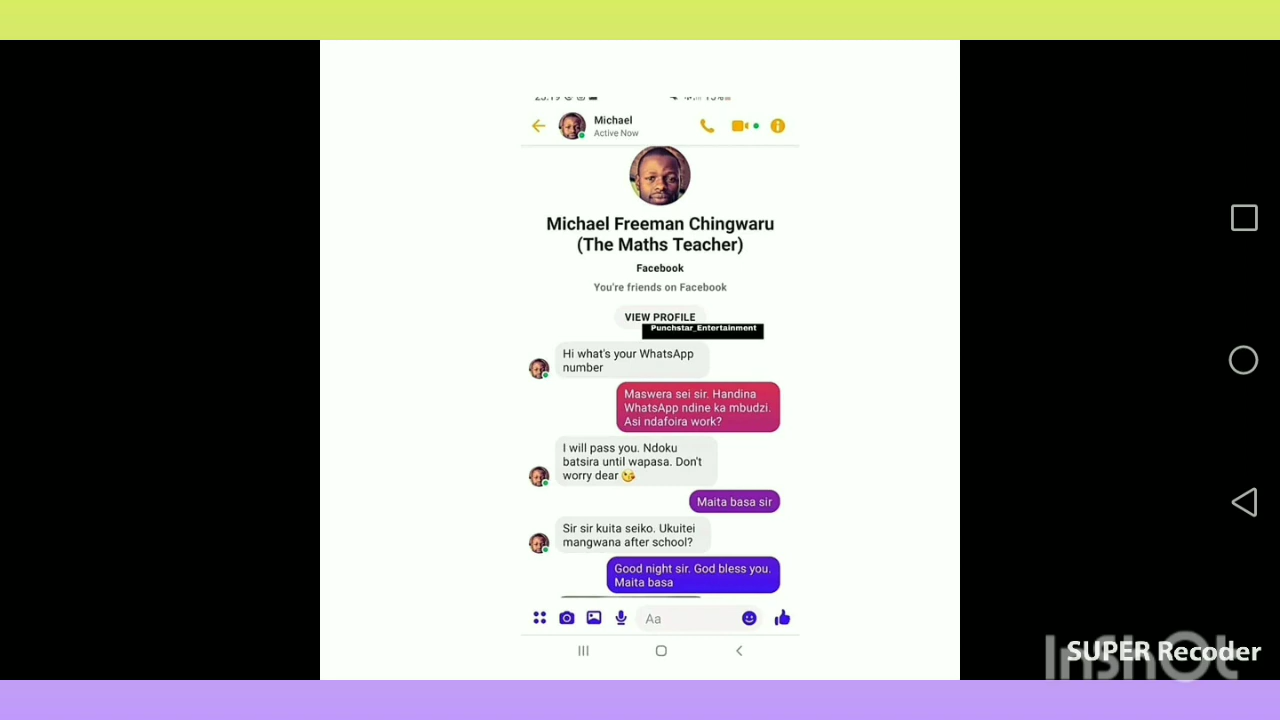 Michael
Active Now
Michael Freeman Chingwaru
(The Maths Teacher)
Facebook
You're friends on Facebook
VIEW PROFILE
Punchstar_Entertainment
Hi what's your WhatsApp
number
Maswera sei sir. Handina
WhatsApp ndine ka mbudzi.
Asi ndafoira work?
I will pass you. Ndoku
batsira until wapasa. Don't
worry dear 😘
Maita basa sir
Sir sir kuita seiko. Ukuitei
mangwana after school?
Good night sir. God bless you.
Maita basa
Aa
InShOt
SUPER Recoder